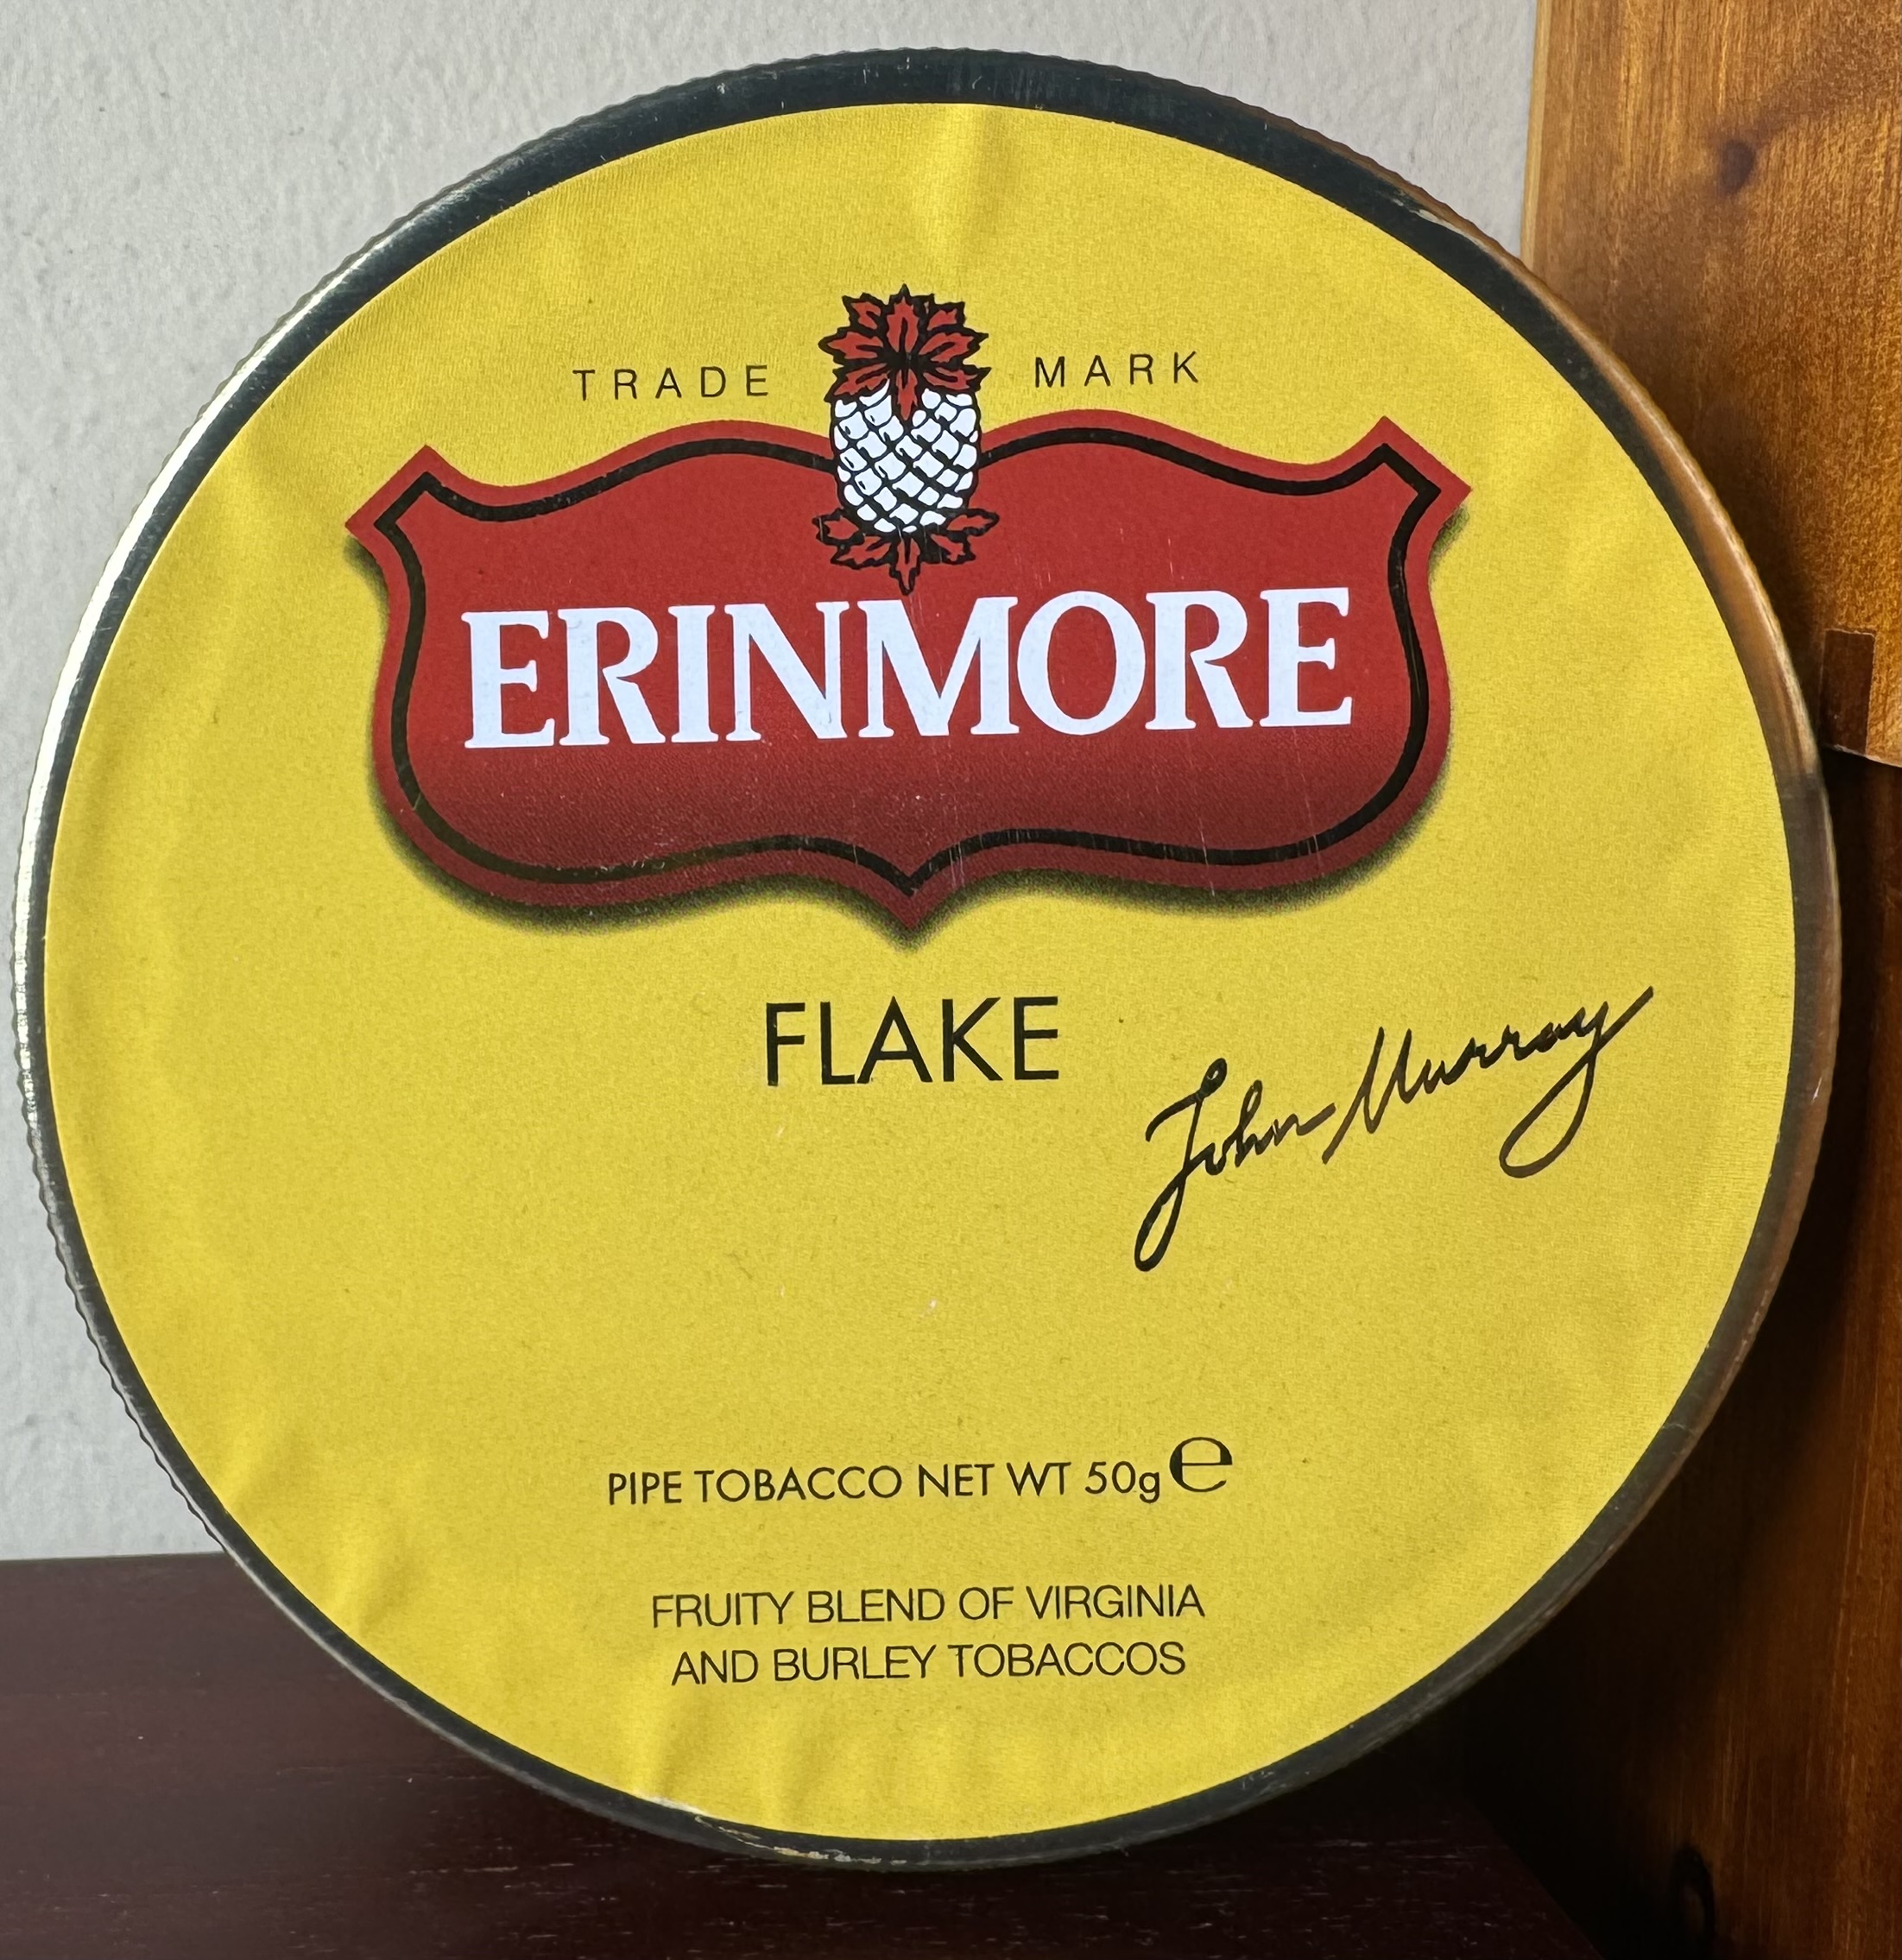 TRADE MARK
ERINMORE
FLAKE
John Murray
PIPE TOBACCO NET WT 50g ℮
FRUITY BLEND OF VIRGINIA
AND BURLEY TOBACCOS